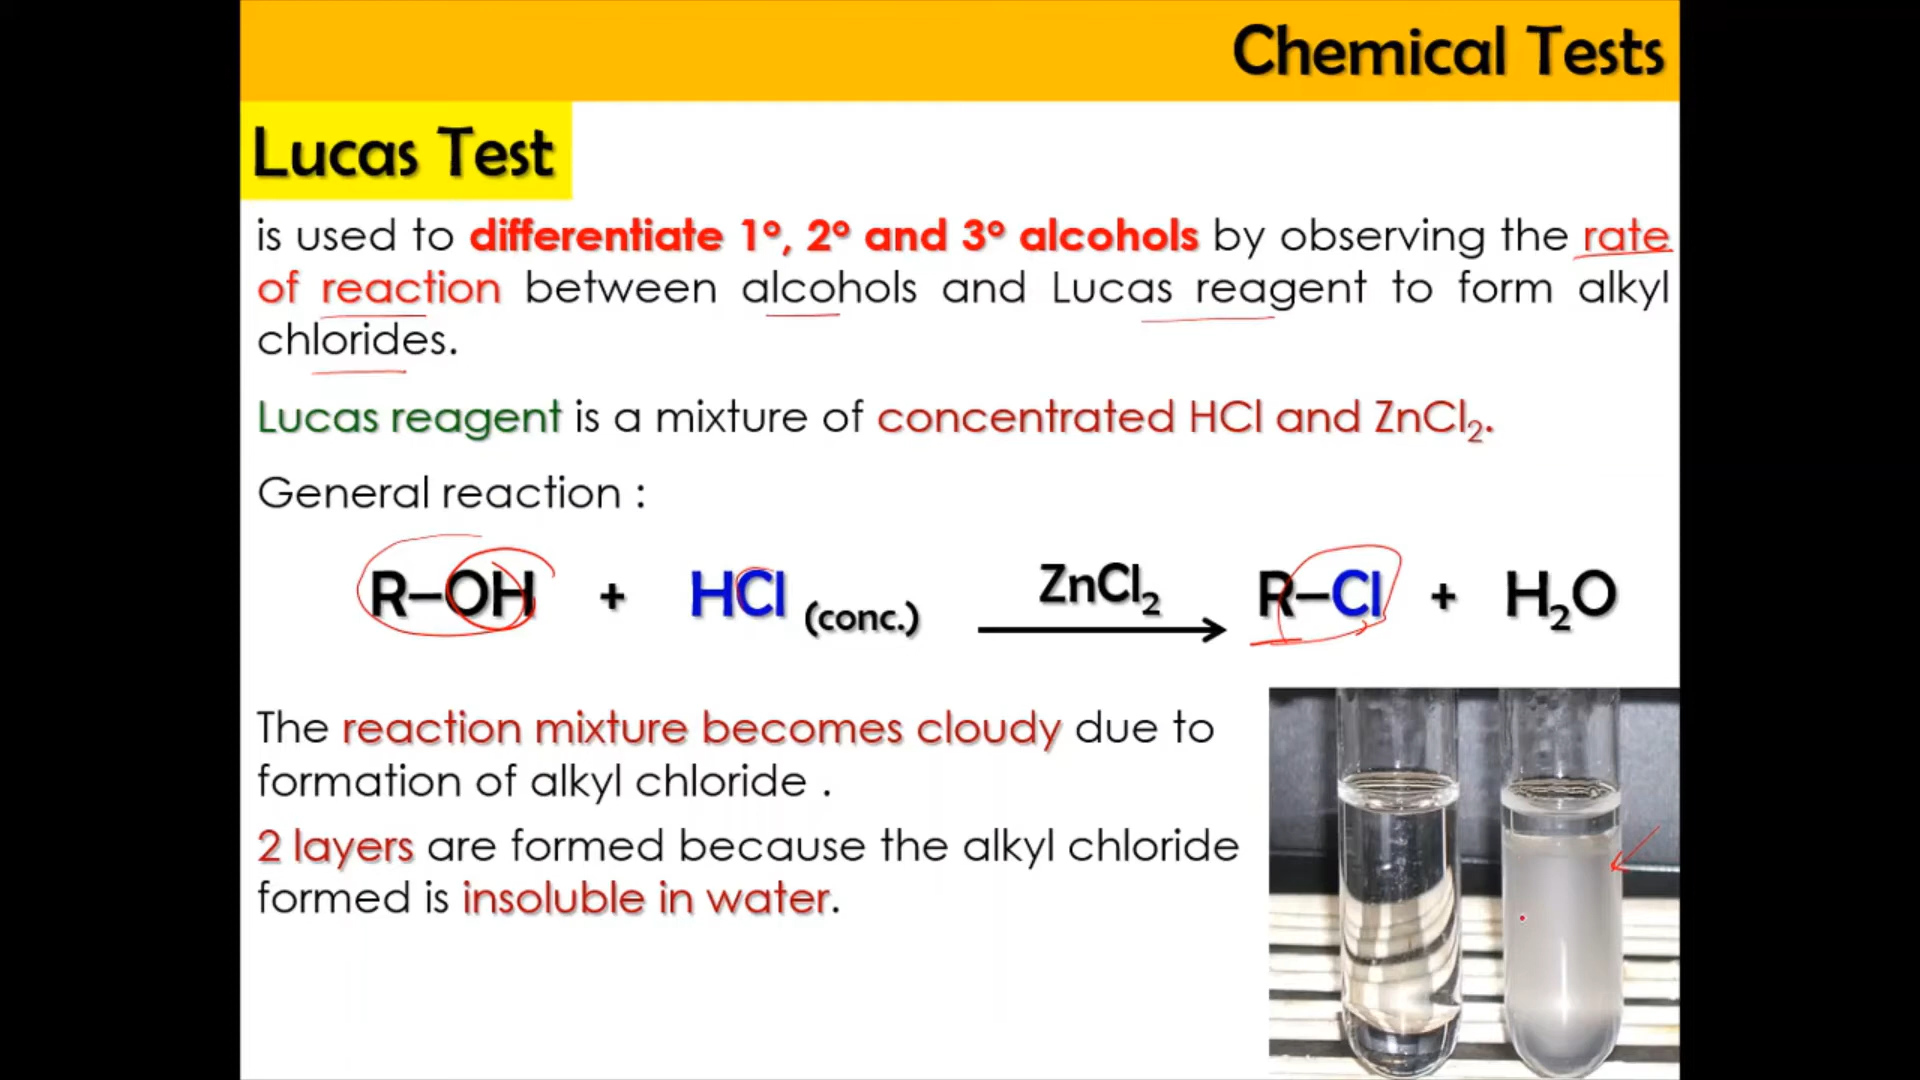 Chemical Tests
Lucas Test
is used to differentiate 1°, 2° and 3° alcohols by observing the rate
of reaction between alcohols and Lucas reagent to form alkyl
chlorides.
Lucas reagent is a mixture of concentrated HCl and ZnCl₂.
General reaction :
R–OH + HCl (conc.) ZnCl₂ R–Cl + H₂O
The reaction mixture becomes cloudy due to
formation of alkyl chloride .
2 layers are formed because the alkyl chloride
formed is insoluble in water.